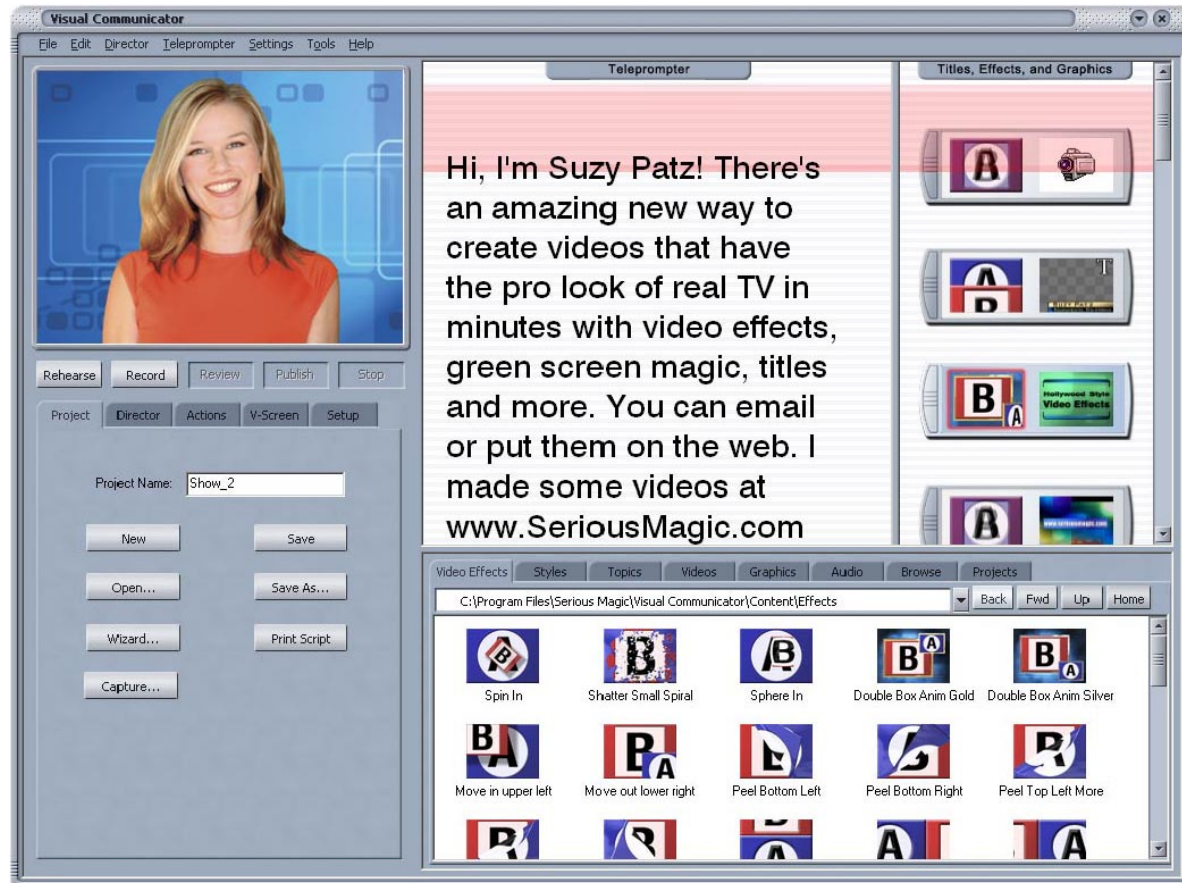 Visual Communicator
File Edit Director Teleprompter Settings Tools Help
Teleprompter
Titles, Effects, and Graphics
Hi, I'm Suzy Patz! There's
an amazing new way to
create videos that have
the pro look of real TV in
minutes with video effects,
green screen magic, titles
and more. You can email
or put them on the web. I
made some videos at
www.SeriousMagic.com
A
A
B
T
Suzy Patz
B
A
Hollywood Style
Video Effects
A
www.seriousmagic.com
Rehearse Record Review Publish Stop
Project Director Actions V-Screen Setup
Project Name: Show_2
New Save
Open... Save As...
Wizard... Print Script
Capture...
Video Effects Styles Topics Videos Graphics Audio Browse Projects
C:\Program Files\Serious Magic\Visual Communicator\Content\Effects Back Fwd Up Home
B B B B A B A
Spin In Shatter Small Spiral Sphere In Double Box Anim Gold Double Box Anim Silver
B A B A
Move in upper left Move out lower right Peel Bottom Left Peel Bottom Right Peel Top Left More